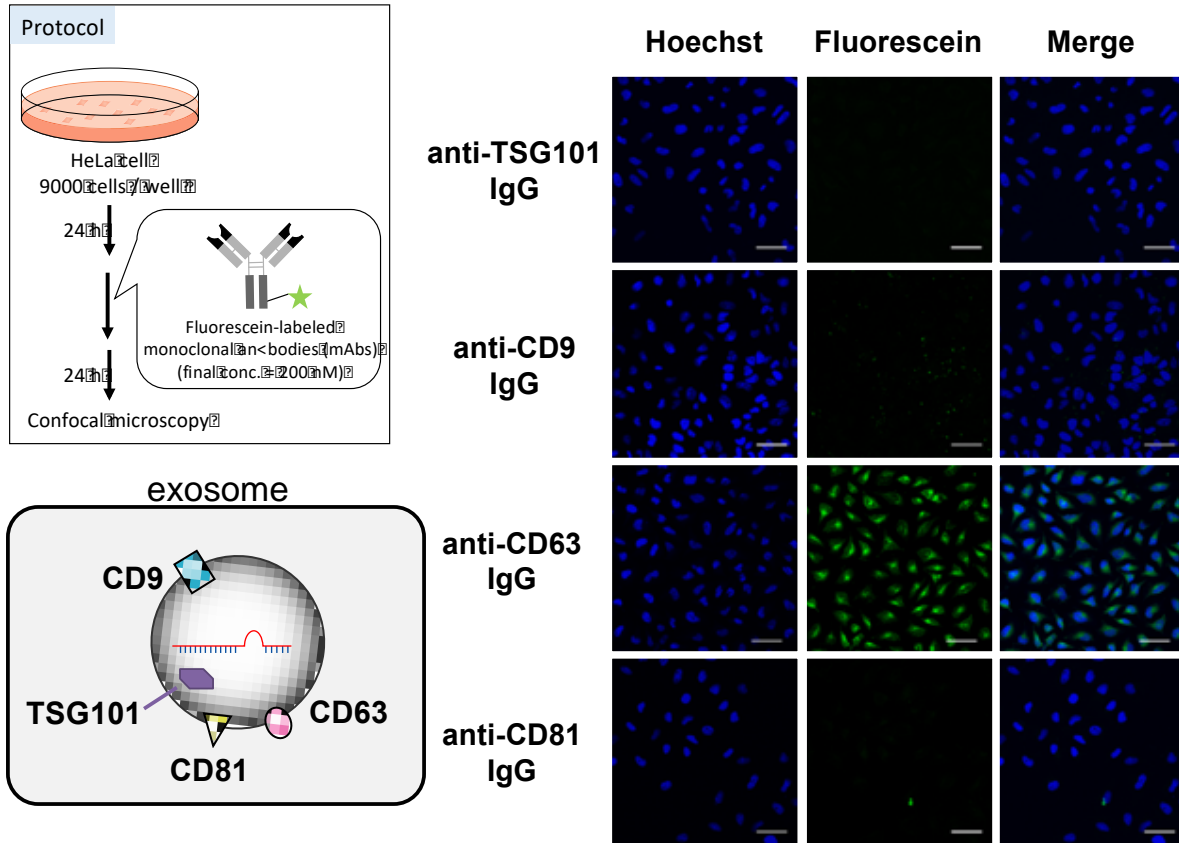 Protocol
HeLa cell
9000 cells / well
24 h
Fluorescein-labeled
monoclonal an<bodies (mAbs)
(final conc. = 200 nM)
24 h
Confocal microscopy
exosome
CD9
TSG101
CD63
CD81
Hoechst Fluorescein Merge
anti-TSG101
IgG
anti-CD9
IgG
anti-CD63
IgG
anti-CD81
IgG